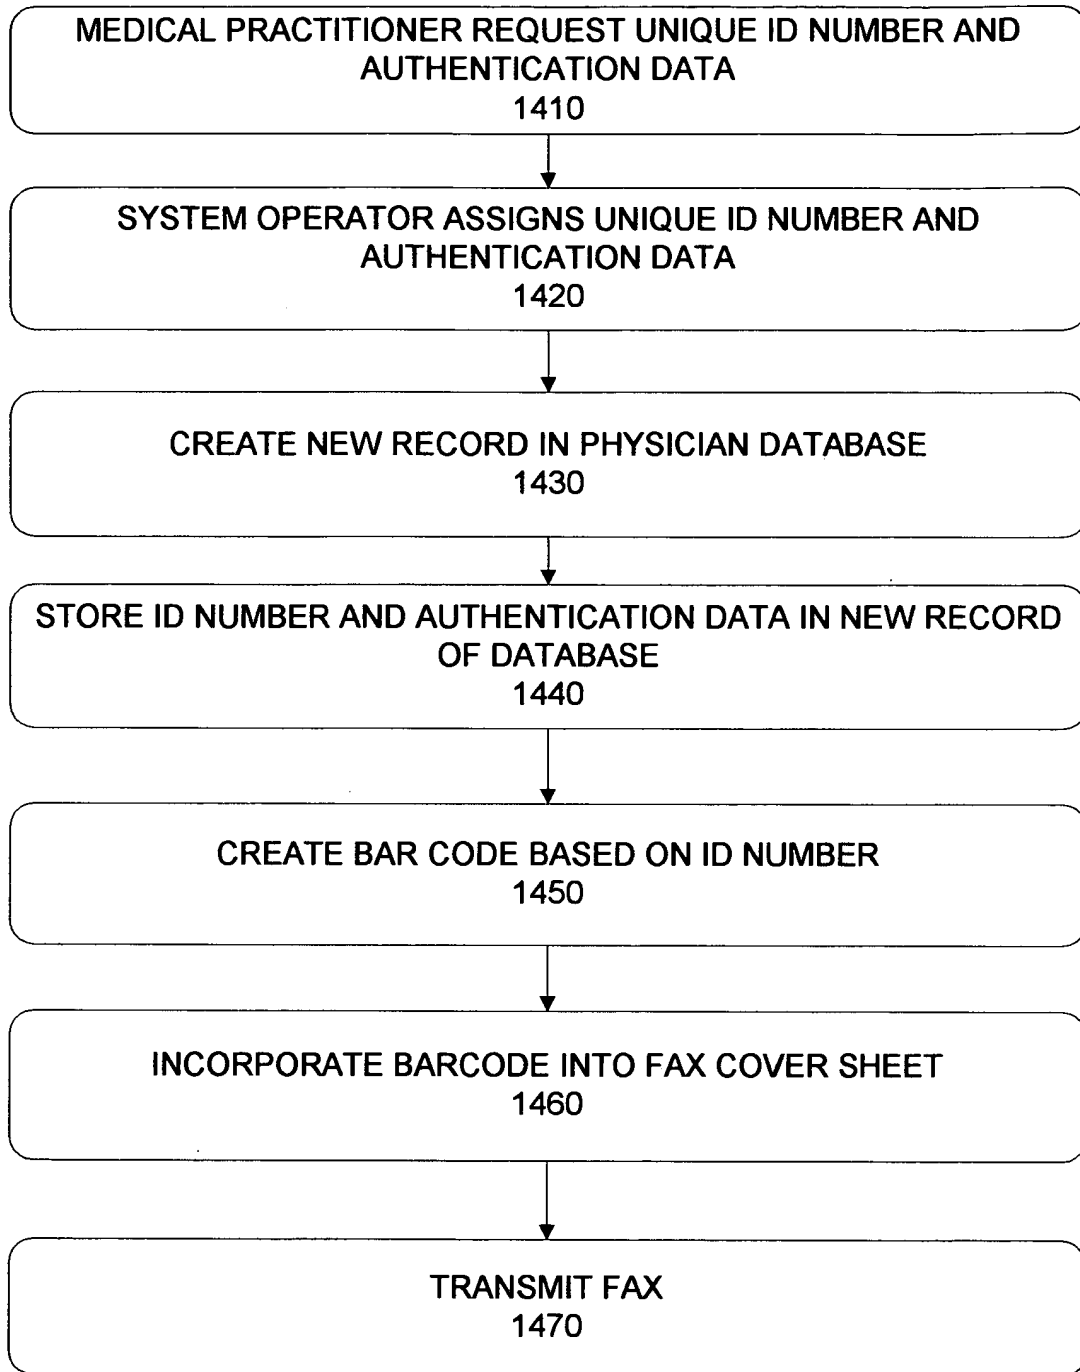 MEDICAL PRACTITIONER REQUEST UNIQUE ID NUMBER AND
AUTHENTICATION DATA
1410
SYSTEM OPERATOR ASSIGNS UNIQUE ID NUMBER AND
AUTHENTICATION DATA
1420
CREATE NEW RECORD IN PHYSICIAN DATABASE
1430
STORE ID NUMBER AND AUTHENTICATION DATA IN NEW RECORD
OF DATABASE
1440
CREATE BAR CODE BASED ON ID NUMBER
1450
INCORPORATE BARCODE INTO FAX COVER SHEET
1460
TRANSMIT FAX
1470